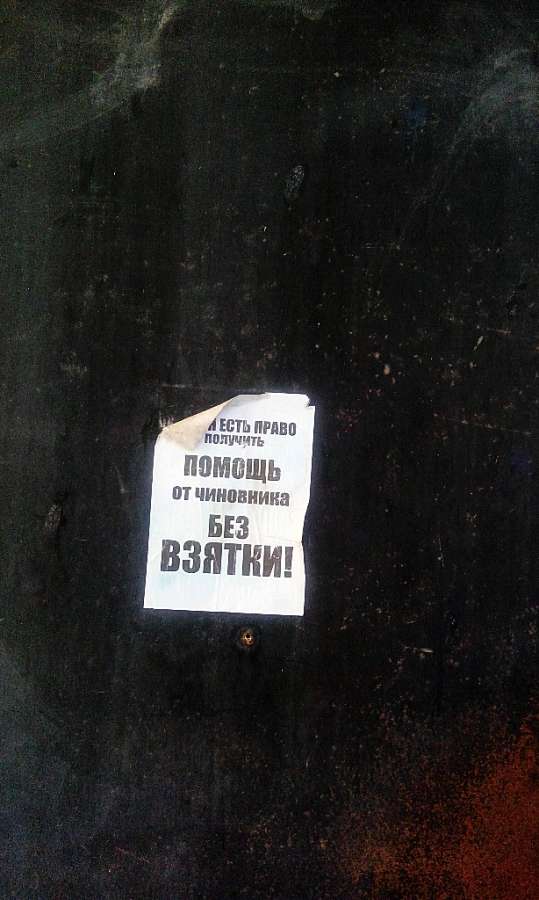 ЕСТЬ ПРАВО
ПОЛУЧИТЬ
ПОМОЩЬ
ОТ ЧИНОВНИКА
БЕЗ
ВЗЯТКИ!